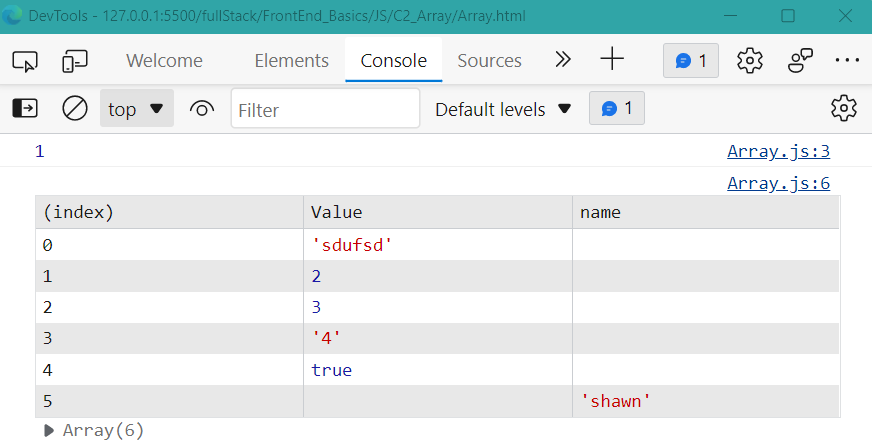 DevTools - 127.0.0.1:5500/fullStack/FrontEnd_Basics/JS/C2_Array/Array.html
Welcome Elements Console Sources 1
top Filter Default levels 1
1 Array.js:3
Array.js:6
(index) Value name
0 'sdufsd'
1 2
2 3
3 '4'
4 true
5 'shawn'
Array(6)